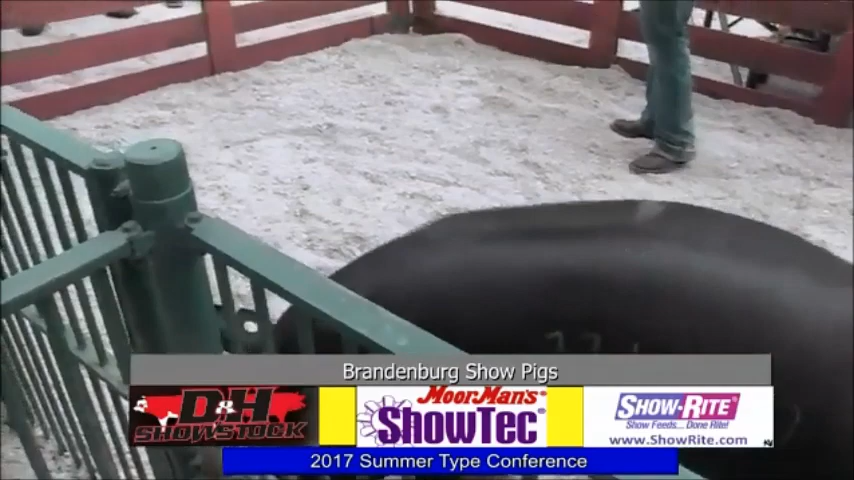 Brandenburg Show Pigs
D&H
SHOWSTOCK
MoorMan's
ShowTec
SHOW-RITE
Show Feeds... Done Rite!
www.ShowRite.com
2017 Summer Type Conference